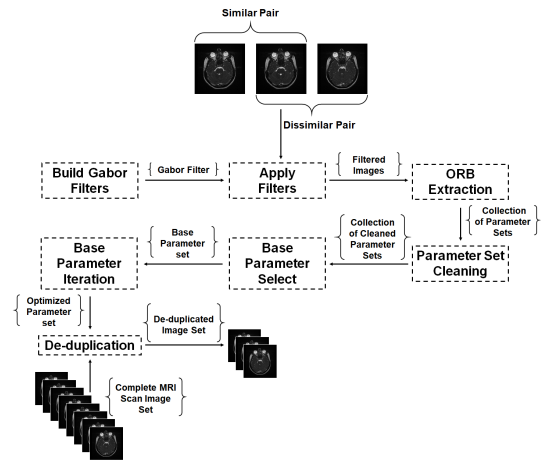 Similar Pair
Dissimilar Pair
Build Gabor
Filters
Gabor Filter
Apply
Filters
Filtered
Images
ORB
Extraction
Collection
of Parameter
Sets
Parameter Set
Cleaning
Collection
of Cleaned
Parameter
Sets
Base
Parameter
Select
Base
Parameter
set
Base
Parameter
Iteration
Optimized
Parameter
set
De-duplication
De-duplicated
Image Set
Complete MRI
Scan Image
Set